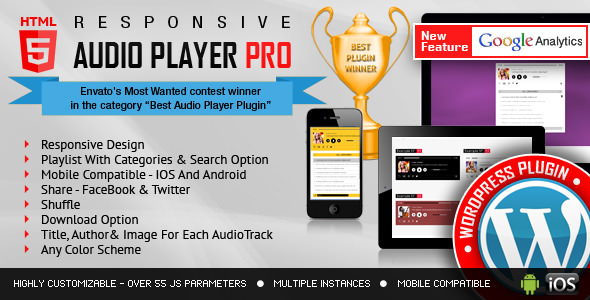 HTML
5
RESPONSIVE
AUDIO PLAYER PRO
Envato's Most Wanted contest winner
in the category “Best Audio Player Plugin”
BEST
PLUGIN
WINNER
New
Feature
Google Analytics
Responsive Design
Playlist With Categories & Search Option
Mobile Compatible - IOS And Android
Share - FaceBook & Twitter
Shuffle
Download Option
Title, Author& Image For Each AudioTrack
Any Color Scheme
WORDPRESS PLUGIN
HIGHLY CUSTOMIZABLE - OVER 55 JS PARAMETERS ● MULTIPLE INSTANCES ● MOBILE COMPATIBLE
iOS